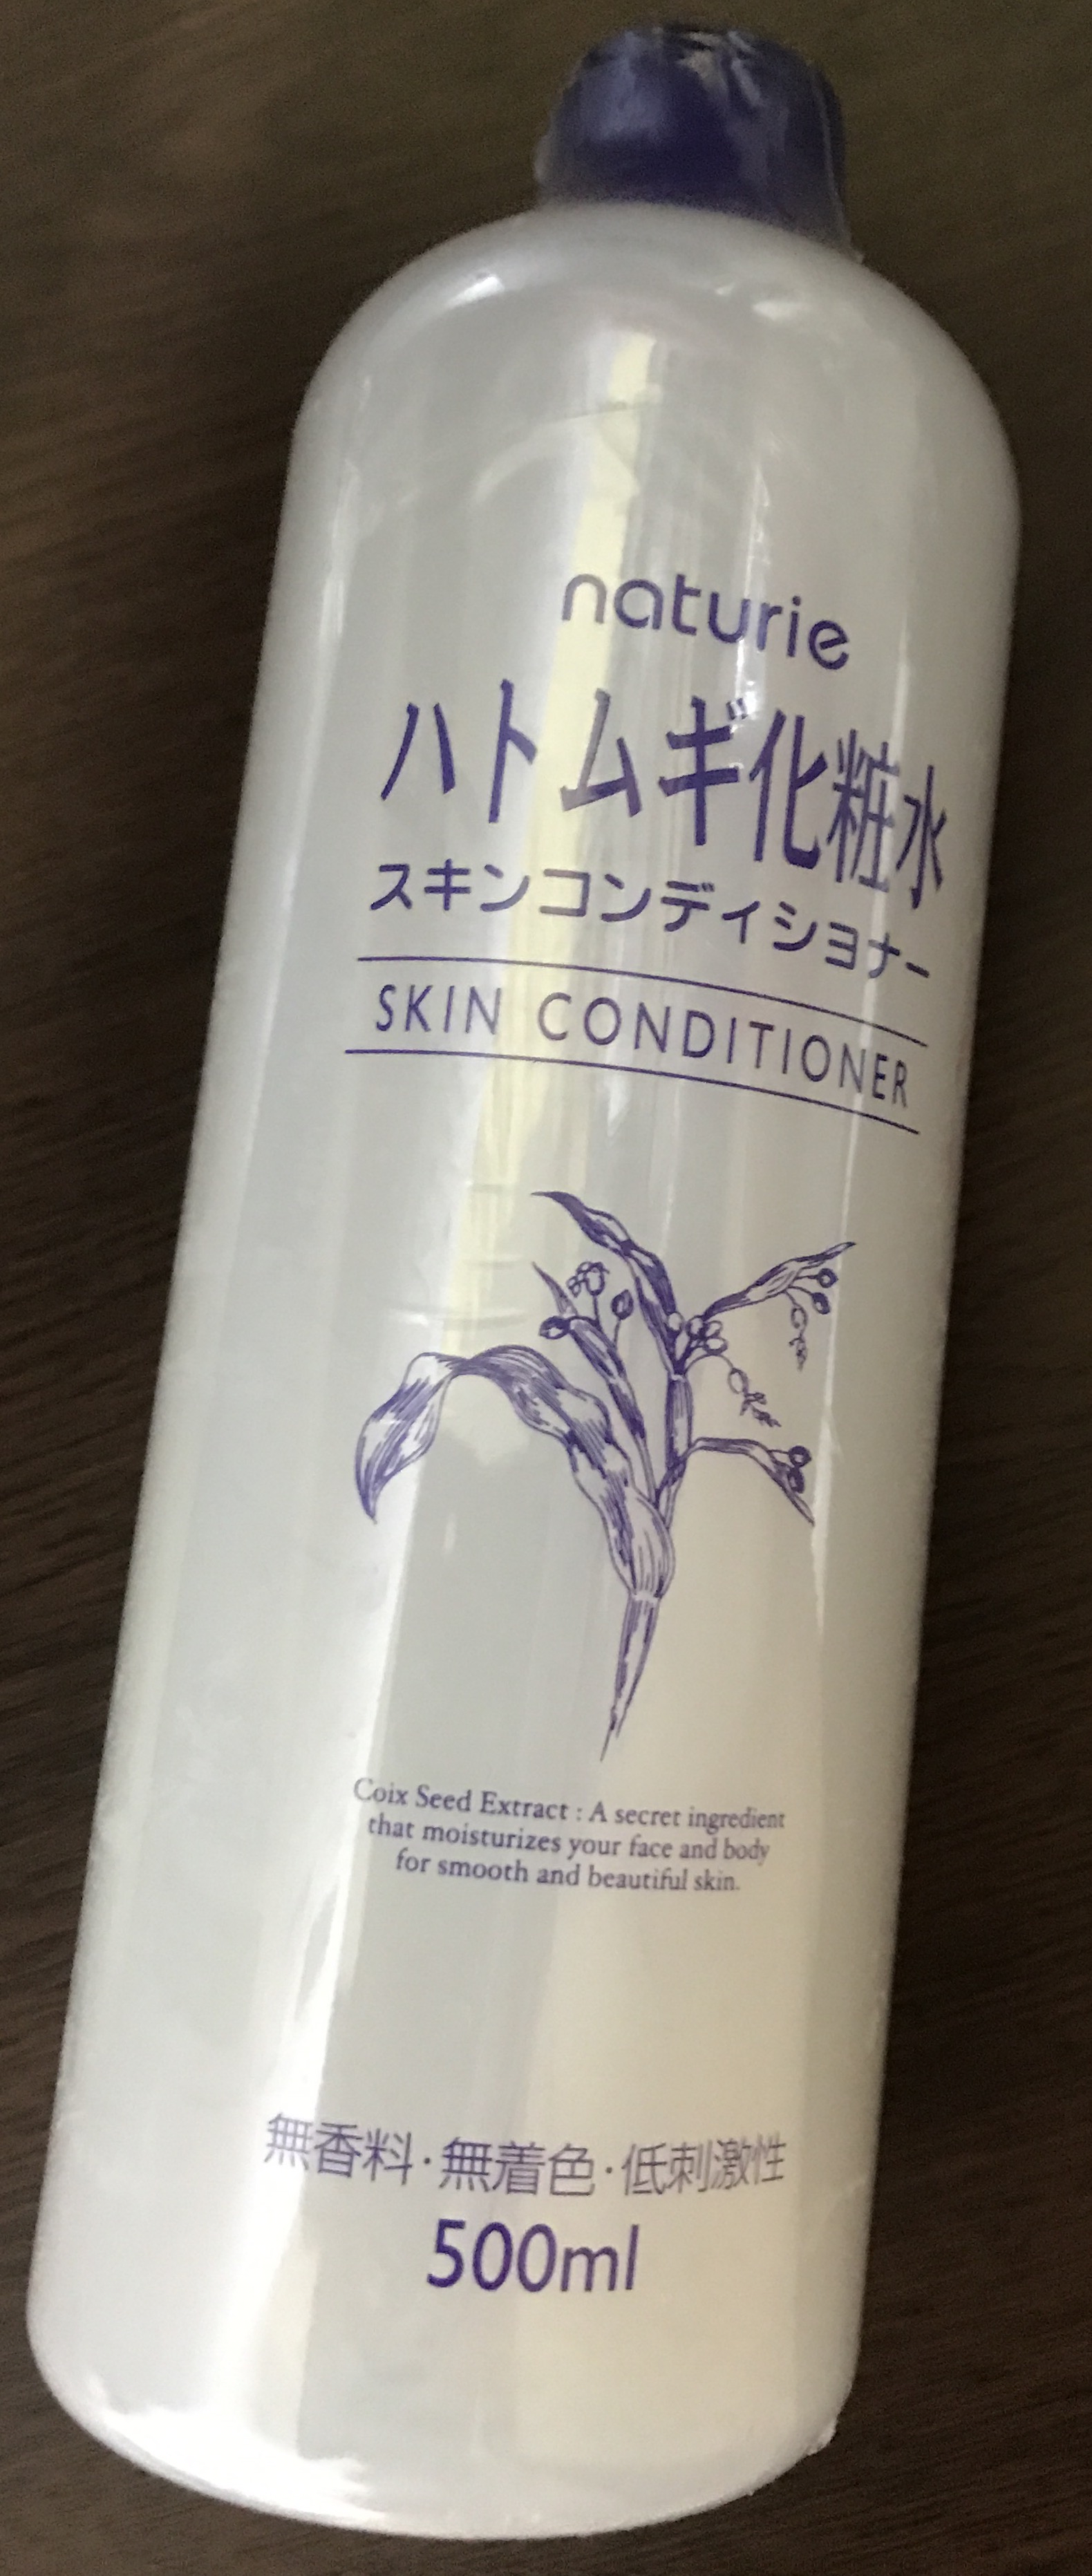 naturie
ハトムギ化粧水
スキンコンディショナー
SKIN CONDITIONER
Coix Seed Extract : A secret ingredient
that moisturizes your face and body
for smooth and beautiful skin.
無香料・無着色・低刺激性
500ml